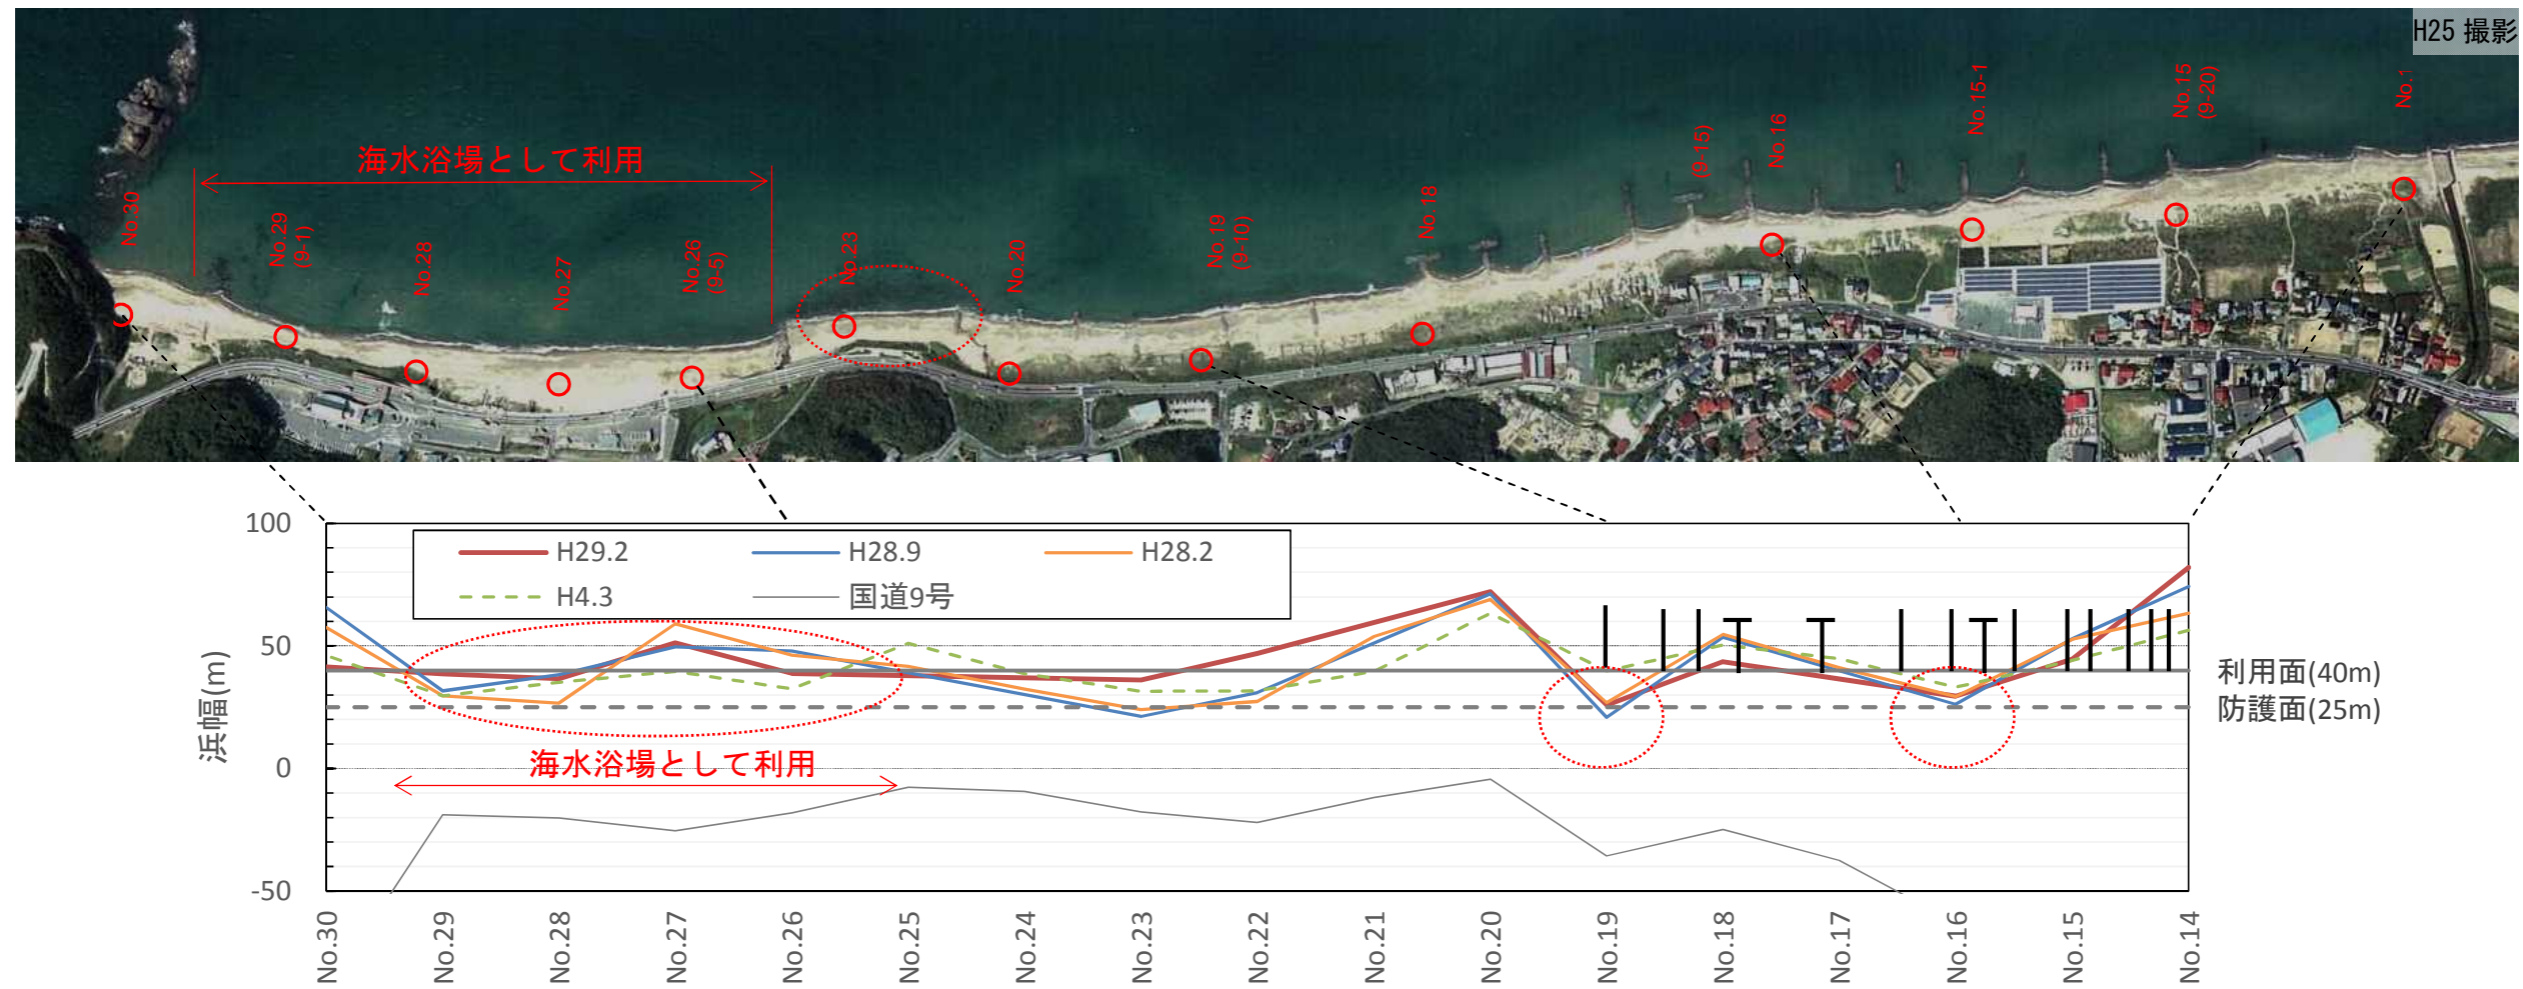 H25 撮影
海水浴場として利用
No.30
No.29
(9-1)
No.28
No.27
No.26
(9-5)
No.23
No.20
No.19
(9-10)
No.18
(9-15)
No.16
No.15-1
No.15
(9-20)
No.1
100
50
0
-50
浜幅(m)
H29.2
H28.9
H28.2
H4.3
国道9号
利用面(40m)
防護面(25m)
海水浴場として利用
No.30
No.29
No.28
No.27
No.26
No.25
No.24
No.23
No.22
No.21
No.20
No.19
No.18
No.17
No.16
No.15
No.14